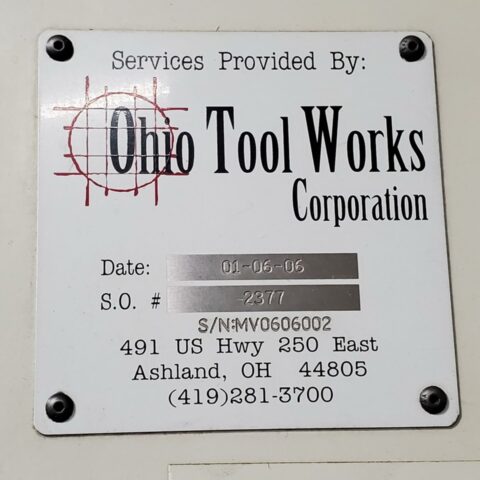 Services Provided By:
Ohio Tool Works
Corporation
Date: 01-06-06
S.O. # 2377
S/N:MV0606002
491 US Hwy 250 East
Ashland, OH 44805
(419)281-3700